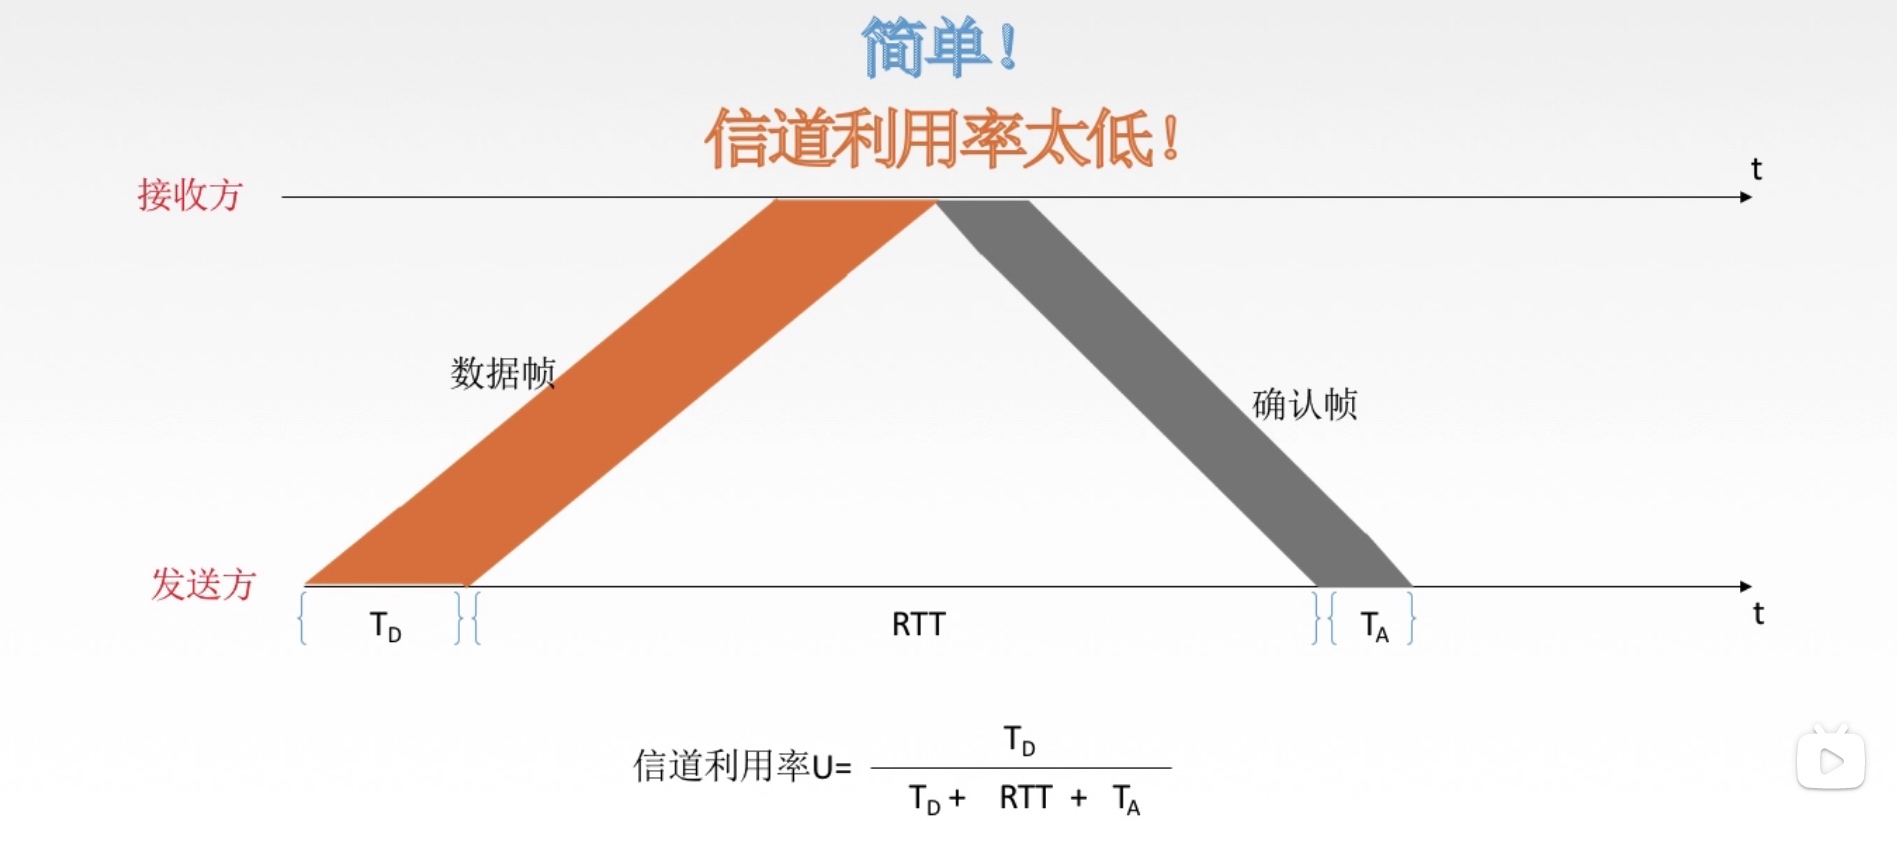 简单！
信道利用率太低！
t
接收方
数据帧
确认帧
发送方
t
T_D
RTT
T_A
信道利用率U=
T_D
T_D + RTT + T_A